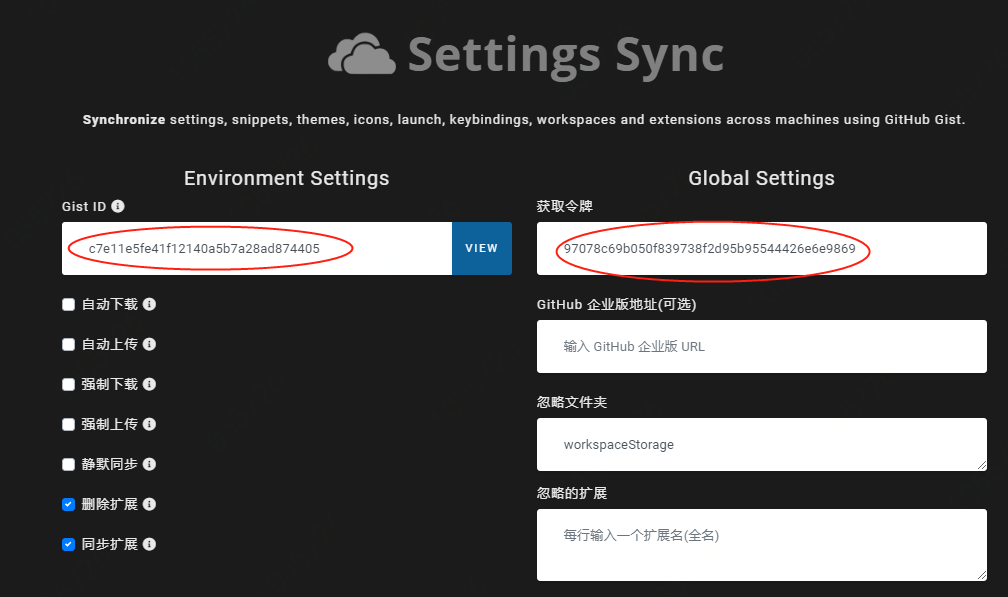 Settings Sync
Synchronize settings, snippets, themes, icons, launch, keybindings, workspaces and extensions across machines using GitHub Gist.
Environment Settings
Gist ID
c7e11e5fe41f12140a5b7a28ad874405
VIEW
自动下载
自动上传
强制下载
强制上传
静默同步
删除扩展
同步扩展
Global Settings
获取令牌
97078c69b050f839738f2d95b95544426e6e9869
GitHub 企业版地址(可选)
输入 GitHub 企业版 URL
忽略文件夹
workspaceStorage
忽略的扩展
每行输入一个扩展名(全名)